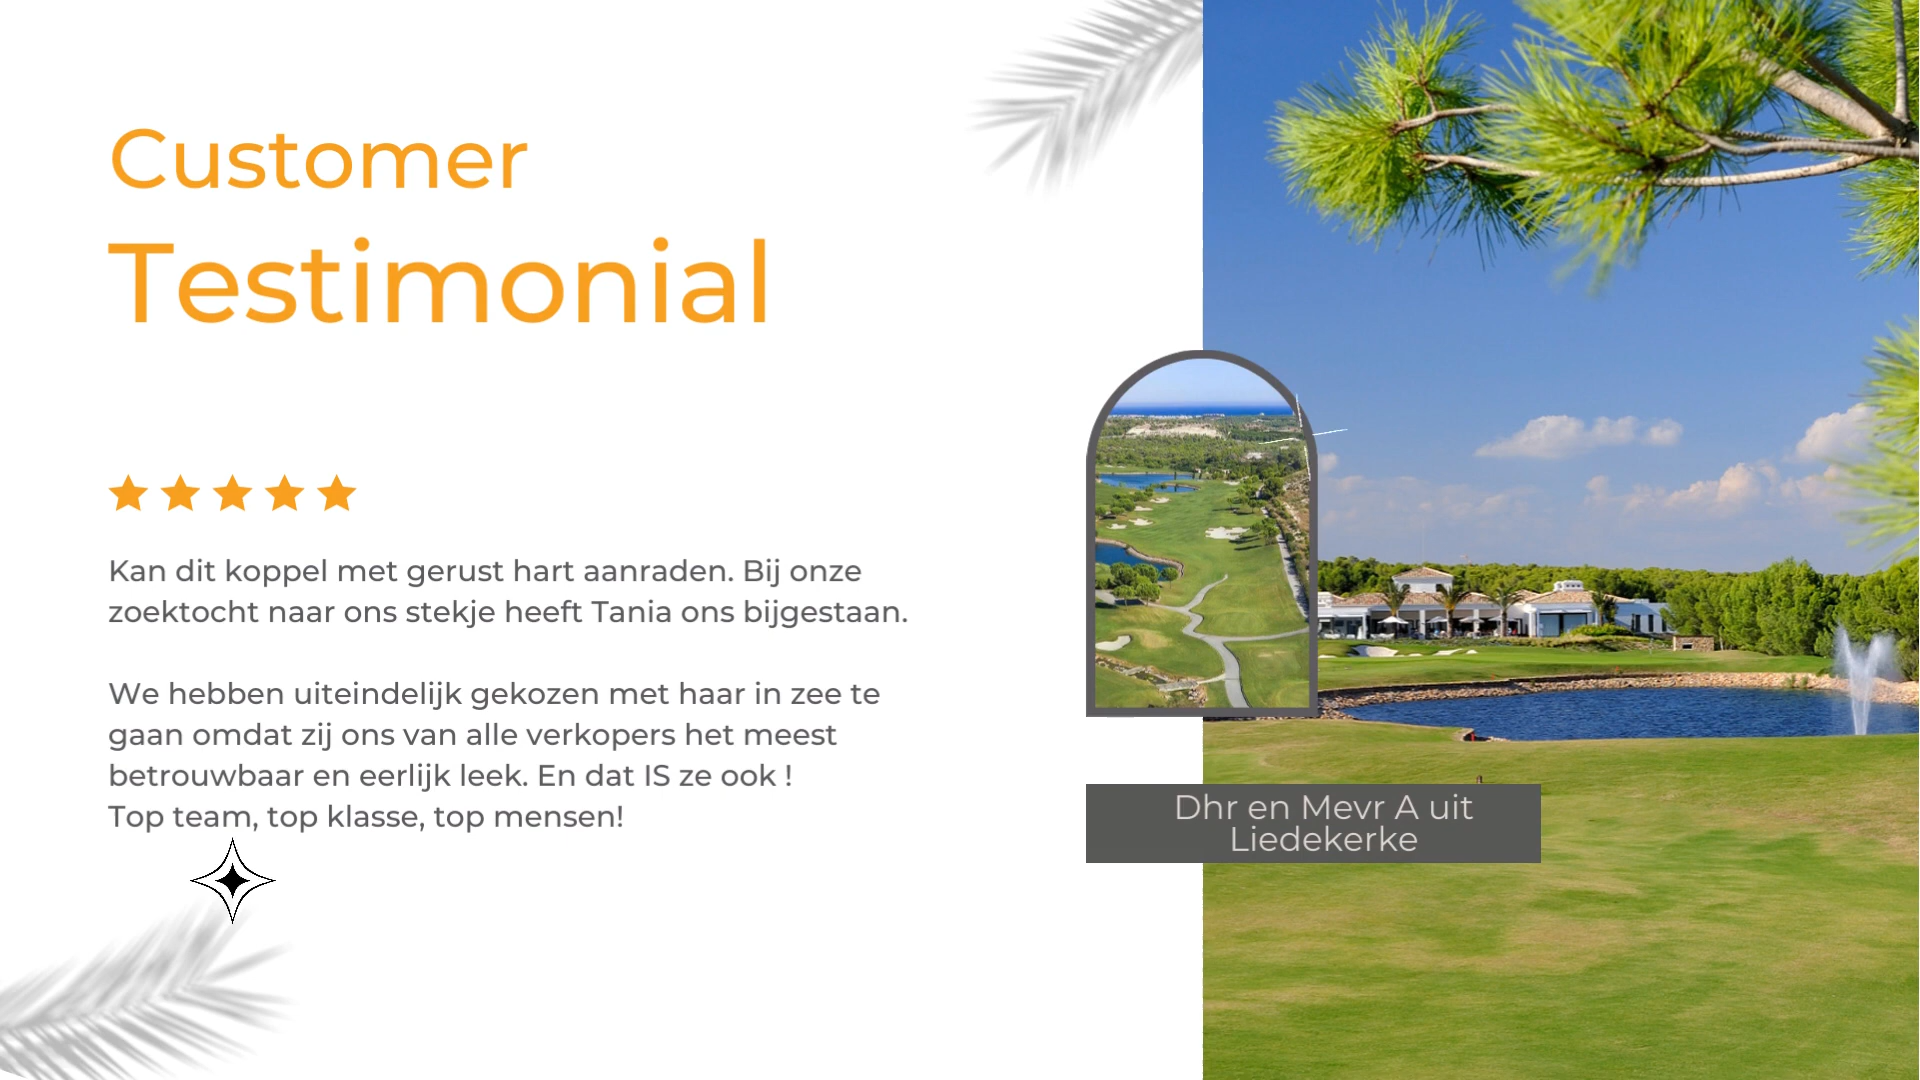 Customer
Testimonial
Kan dit koppel met gerust hart aanraden. Bij onze
zoektocht naar ons stekje heeft Tania ons bijgestaan.
We hebben uiteindelijk gekozen met haar in zee te
gaan omdat zij ons van alle verkopers het meest
betrouwbaar en eerlijk leek. En dat IS ze ook !
Top team, top klasse, top mensen!
Dhr en Mevr A uit
Liedekerke